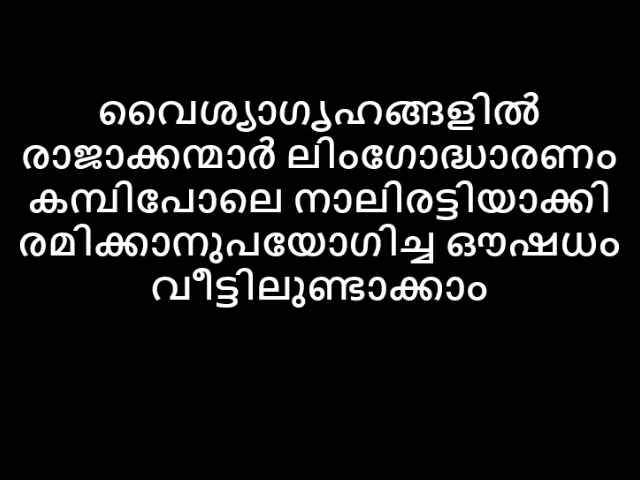 വൈശ്യാഗൃഹങ്ങളിൽ
രാജാക്കന്മാർ ലിംഗോദ്ധാരണം
കമ്പിപോലെ നാലിരട്ടിയാക്കി
രമിക്കാനുപയോഗിച്ച ഔഷധം
വീട്ടിലുണ്ടാക്കാം